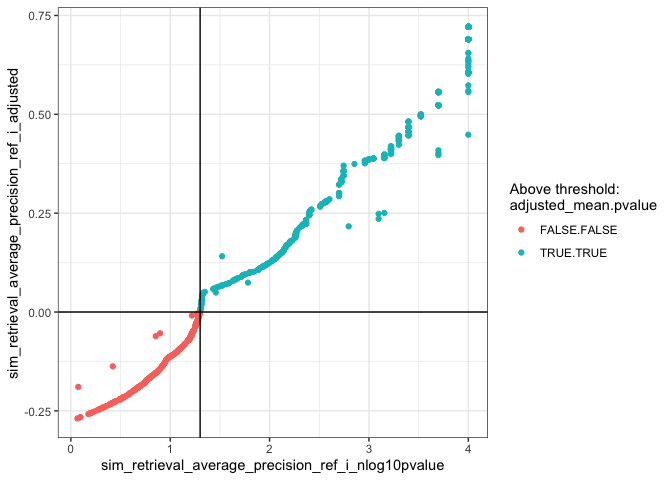 sim_retrieval_average_precision_ref_i_adjusted
0.75
0.50
0.25
0.00
-0.25
0
1
2
3
4
sim_retrieval_average_precision_ref_i_nlog10pvalue
Above threshold:
adjusted_mean.pvalue
FALSE.FALSE
TRUE.TRUE